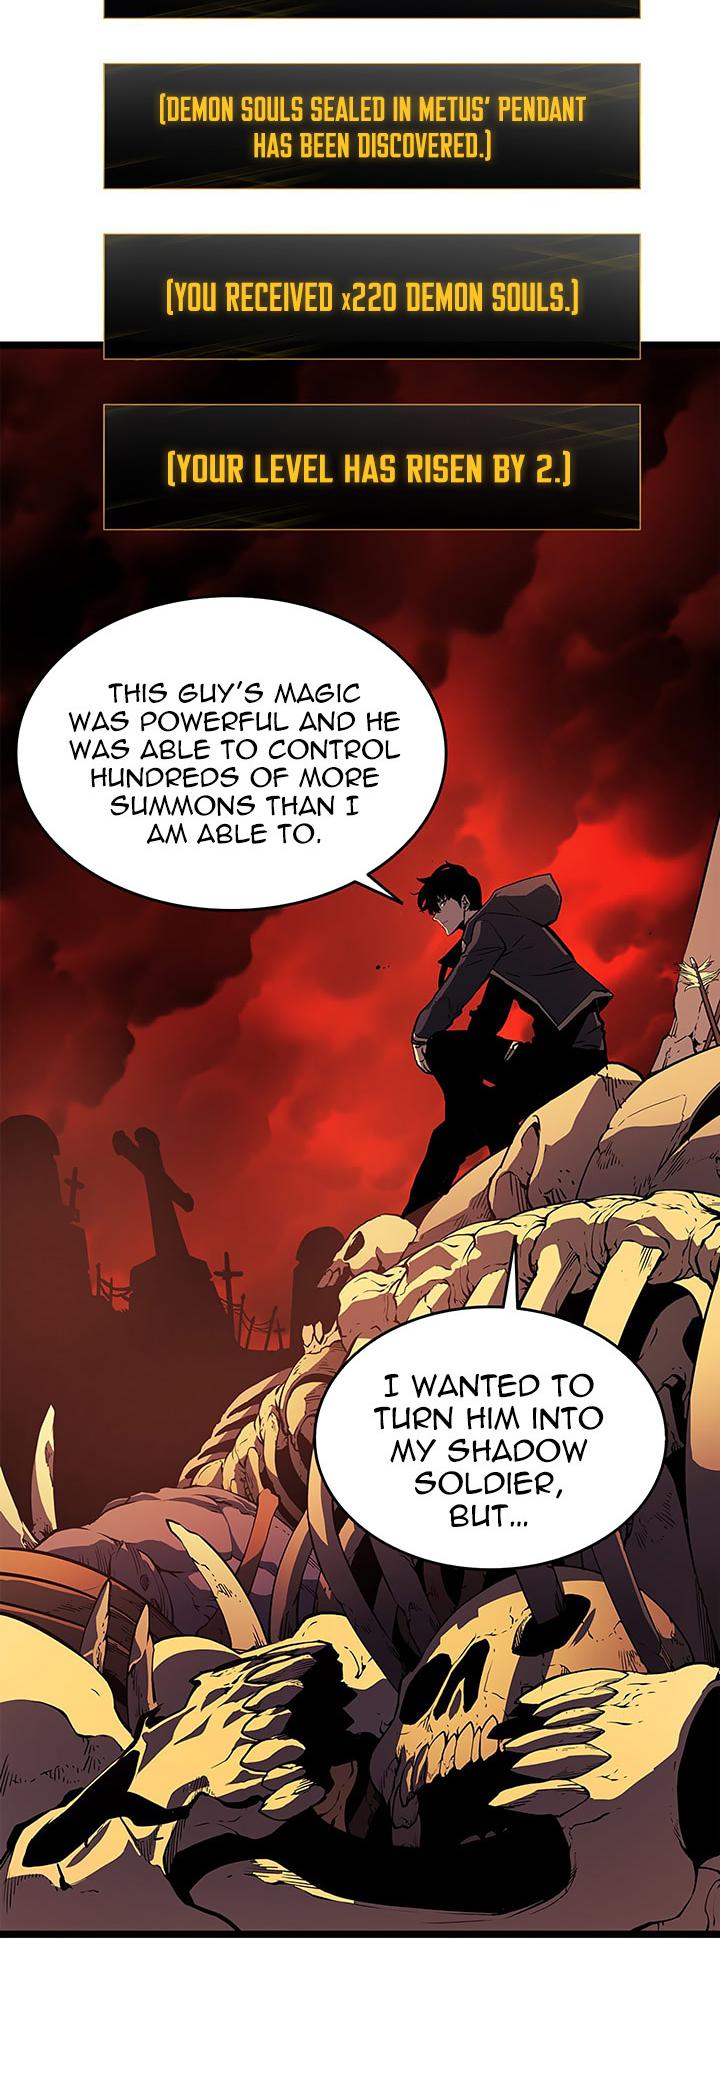 (DEMON SOULS SEALED IN METUS' PENDANT
HAS BEEN DISCOVERED.)
(YOU RECEIVED x220 DEMON SOULS.)
(YOUR LEVEL HAS RISEN BY 2.)
THIS GUY'S MAGIC
WAS POWERFUL AND HE
WAS ABLE TO CONTROL
HUNDREDS OF MORE
SUMMONS THAN I
AM ABLE TO.
I WANTED TO
TURN HIM INTO
MY SHADOW
SOLDIER,
BUT...